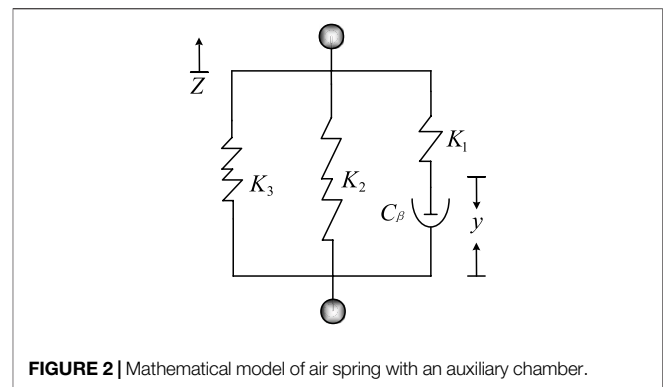 Z
K₃
K₂
K₁
Cᵦ
y
FIGURE 2 | Mathematical model of air spring with an auxiliary chamber.